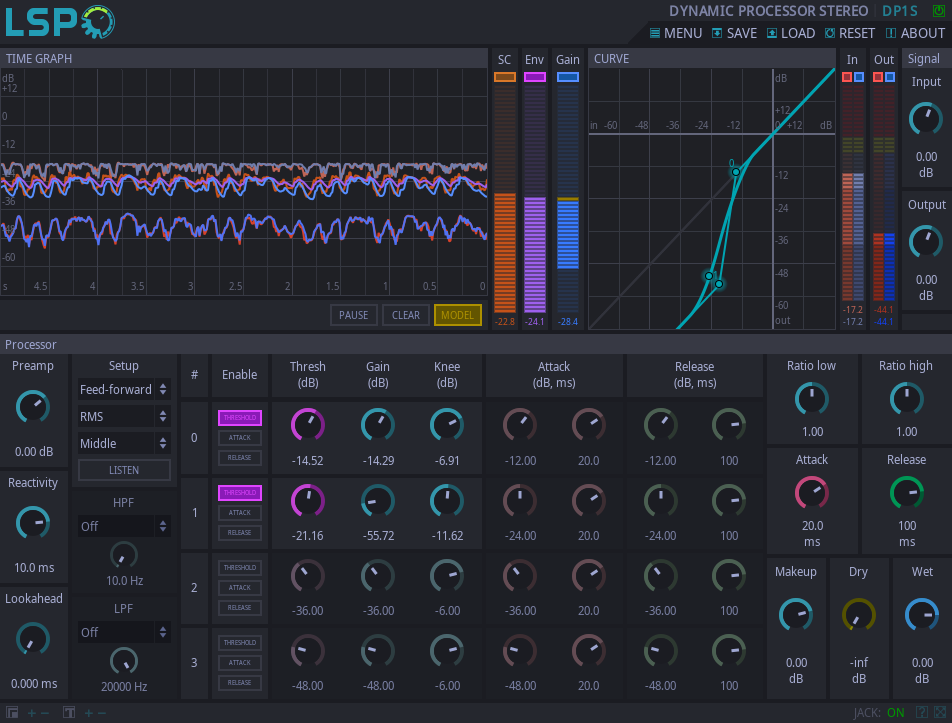 LSP
DYNAMIC PROCESSOR STEREO DP1S
MENU SAVE LOAD RESET ABOUT
TIME GRAPH
SC Env Gain
CURVE
In Out
Signal
dB
+12
0
-12
-36
-48
-60
s 4.5 4 3.5 3 2.5 2 1.5 1 0.5 0
PAUSE CLEAR MODEL
-22.8 -24.1 -28.4
dB
+12
in -60 -48 -36 -24 -12 0 +12 dB
0
-12
-24
-36
-48
-60
out
-17.2 -44.1
-17.2 -44.1
Input
0.00
dB
Output
0.00
dB
Processor
Preamp
0.00 dB
Reactivity
10.0 ms
Lookahead
0.000 ms
Setup
Feed-forward
RMS
Middle
LISTEN
HPF
Off
10.0 Hz
LPF
Off
20000 Hz
# Enable Thresh (dB) Gain (dB) Knee (dB) Attack (dB, ms) Release (dB, ms)
0 THRESHOLD ATTACK RELEASE
-14.52 -14.29 -6.91 -12.00 20.0 -12.00 100
1 THRESHOLD ATTACK RELEASE
-21.16 -55.72 -11.62 -24.00 20.0 -24.00 100
2 THRESHOLD ATTACK RELEASE
-36.00 -36.00 -6.00 -36.00 20.0 -36.00 100
3 THRESHOLD ATTACK RELEASE
-48.00 -48.00 -6.00 -48.00 20.0 -48.00 100
Ratio low Ratio high
1.00 1.00
Attack Release
20.0 100
ms ms
Makeup Dry Wet
0.00 -inf 0.00
dB dB dB
JACK: ON